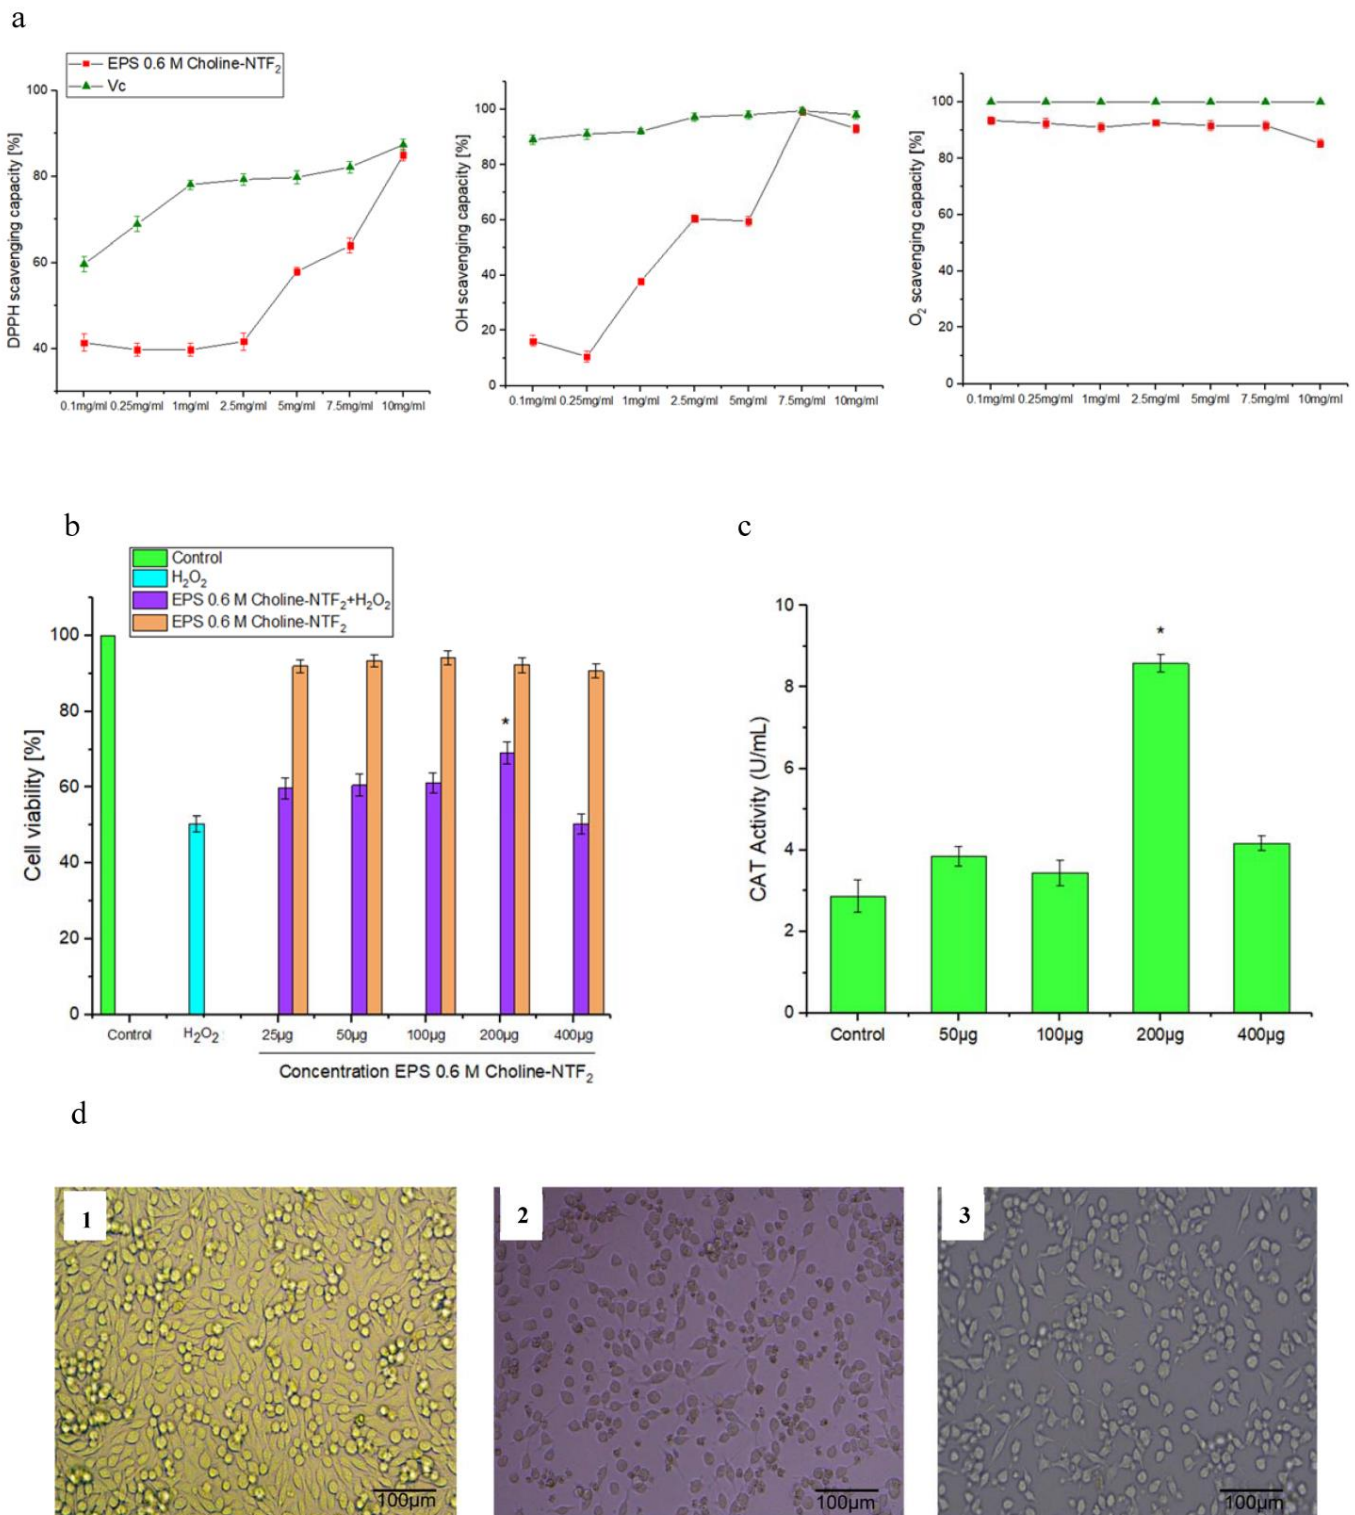 a
EPS 0.6 M Choline-NTF₂
Vc
DPPH scavenging capacity [%]
100
80
60
40
0.1mg/ml 0.25mg/ml 1mg/ml 2.5mg/ml 5mg/ml 7.5mg/ml 10mg/ml
OH scavenging capacity [%]
100
80
60
40
20
0
0.1mg/ml 0.25mg/ml 1mg/ml 2.5mg/ml 5mg/ml 7.5mg/ml 10mg/ml
O₂ scavenging capacity [%]
100
80
60
40
20
0
0.1mg/ml 0.25mg/ml 1mg/ml 2.5mg/ml 5mg/ml 7.5mg/ml 10mg/ml
b
Control
H₂O₂
EPS 0.6 M Choline-NTF₂+H₂O₂
EPS 0.6 M Choline-NTF₂
Cell viability [%]
100
80
60
40
20
0
*
Control H₂O₂ 25µg 50µg 100µg 200µg 400µg
Concentration EPS 0.6 M Choline-NTF₂
c
CAT Activity (U/mL)
10
8
6
4
2
0
*
Control 50µg 100µg 200µg 400µg
d
1
100µm
2
100µm
3
100µm